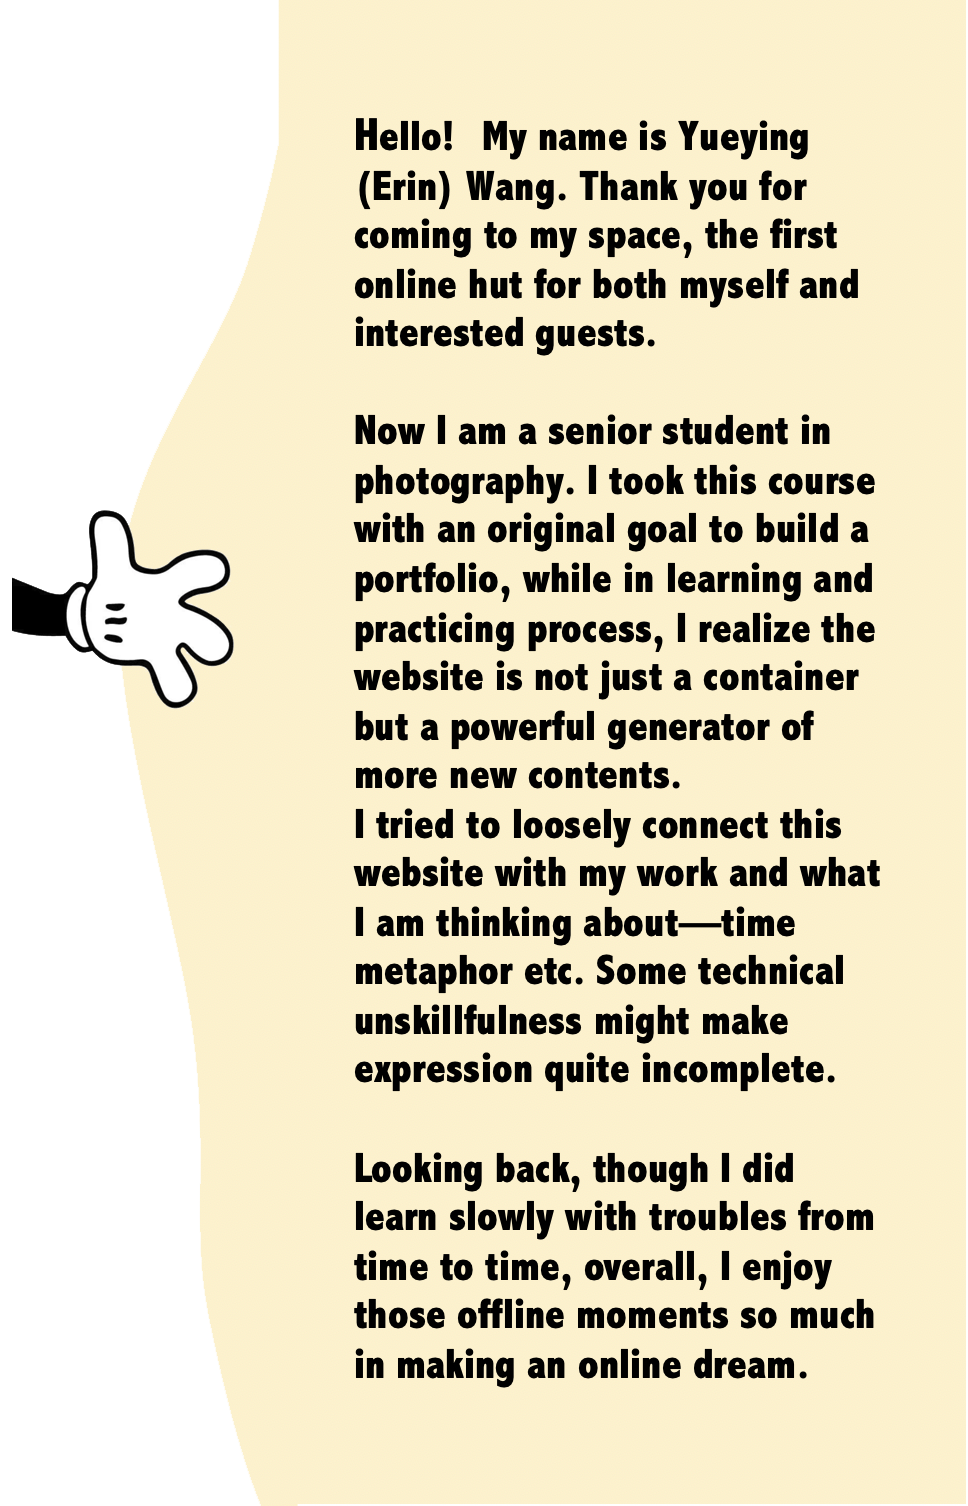 Hello!   My name is Yueying
(Erin) Wang. Thank you for
coming to my space, the first
online hut for both myself and
interested guests.
Now I am a senior student in
photography. I took this course
with an original goal to build a
portfolio, while in learning and
practicing process, I realize the
website is not just a container
but a powerful generator of
more new contents.
I tried to loosely connect this
website with my work and what
I am thinking about—time
metaphor etc. Some technical
unskillfulness might make
expression quite incomplete.
Looking back, though I did
learn slowly with troubles from
time to time, overall, I enjoy
those offline moments so much
in making an online dream.